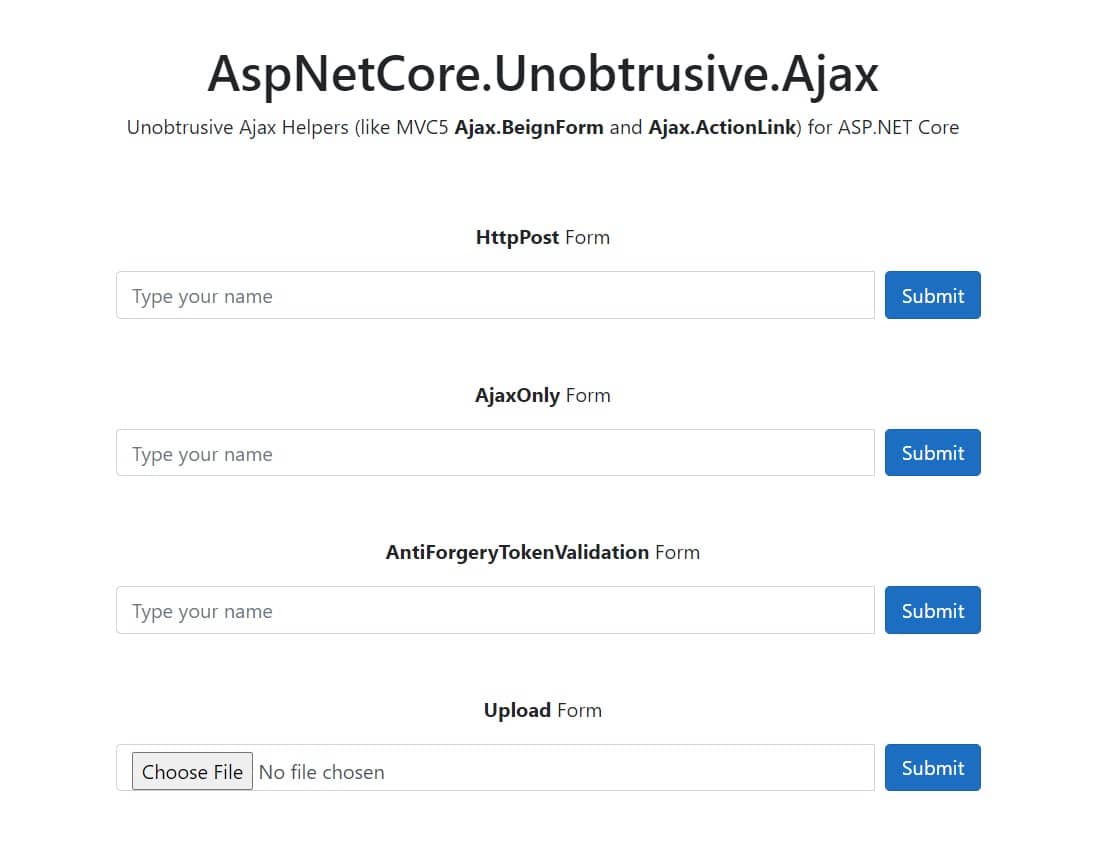 AspNetCore.Unobtrusive.Ajax
Unobtrusive Ajax Helpers (like MVC5 Ajax.BeignForm and Ajax.ActionLink) for ASP.NET Core
HttpPost Form
Type your name Submit
AjaxOnly Form
Type your name Submit
AntiForgeryTokenValidation Form
Type your name Submit
Upload Form
Choose File No file chosen Submit